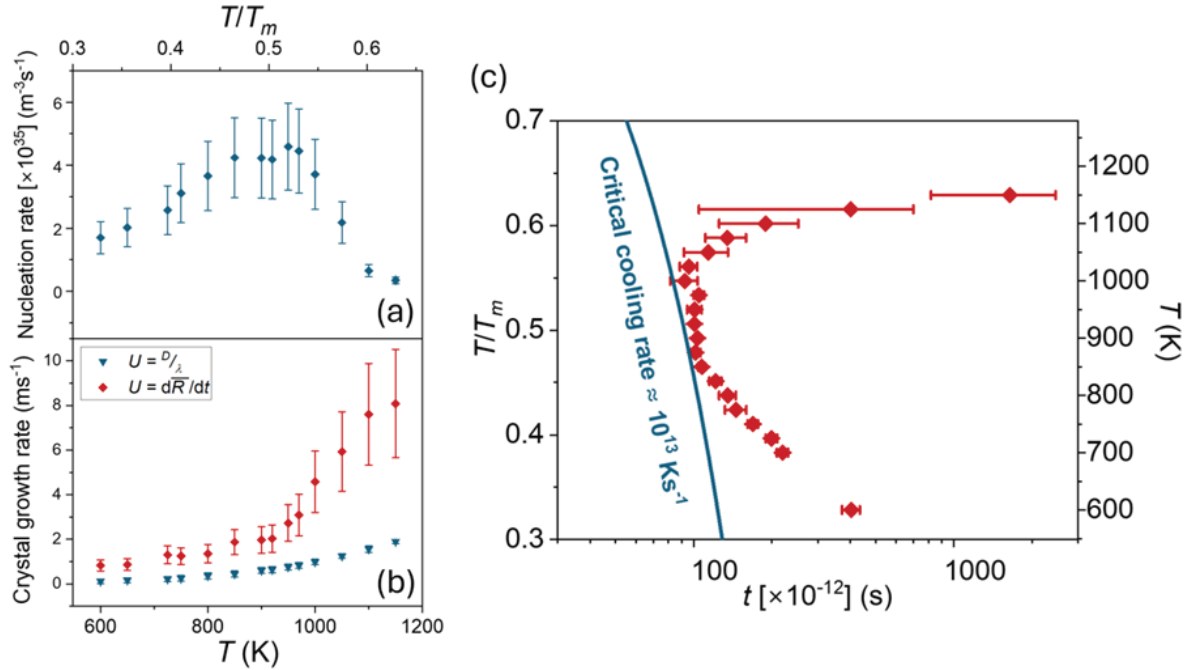 T/Tm
0.3 0.4 0.5 0.6
Nucleation rate [×10³⁵] (m⁻³s⁻¹)
6
4
2
0
(a)
Crystal growth rate (ms⁻¹)
10
8
6
4
2
0
U = D/λ
U = dR̅/dt
(b)
600 800 1000 1200
T (K)
(c)
T/Tm
0.7
0.6
0.5
0.4
0.3
Critical cooling rate ≈ 10¹³ Ks⁻¹
1200
1100
1000
900
800
700
600
T (K)
100 1000
t [×10⁻¹²] (s)